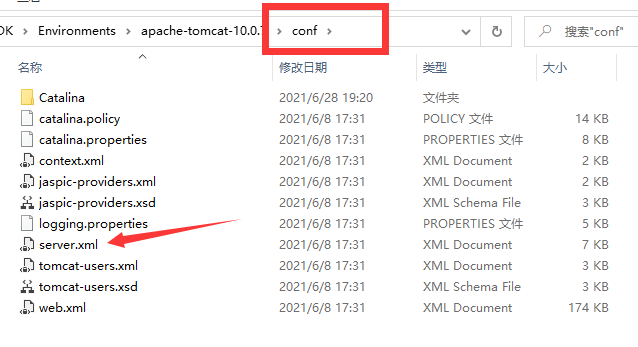 DK > Environments > apache-tomcat-10.0.7 > conf > 搜索"conf"
名称 修改日期 类型 大小
Catalina 2021/6/28 19:20 文件夹
catalina.policy 2021/6/8 17:31 POLICY 文件 14 KB
catalina.properties 2021/6/8 17:31 PROPERTIES 文件 8 KB
context.xml 2021/6/8 17:31 XML Document 2 KB
jaspic-providers.xml 2021/6/8 17:31 XML Document 2 KB
jaspic-providers.xsd 2021/6/8 17:31 XML Schema File 3 KB
logging.properties 2021/6/8 17:31 PROPERTIES 文件 5 KB
server.xml 2021/6/8 17:31 XML Document 7 KB
tomcat-users.xml 2021/6/8 17:31 XML Document 3 KB
tomcat-users.xsd 2021/6/8 17:31 XML Schema File 3 KB
web.xml 2021/6/8 17:31 XML Document 174 KB